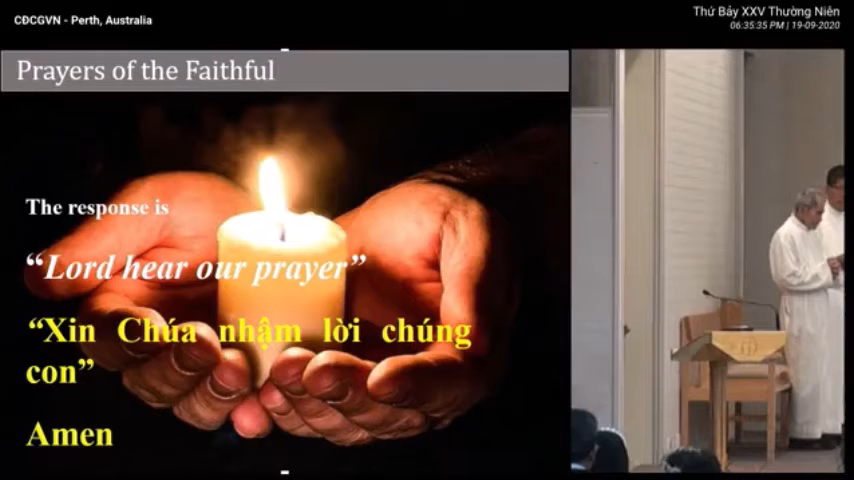 CĐCGVN - Perth, Australia
Thứ Bảy XXV Thường Niên
06:35:35 PM | 19-09-2020
Prayers of the Faithful
The response is
“Lord hear our prayer”
“Xin Chúa nhậm lời chúng
con”
Amen